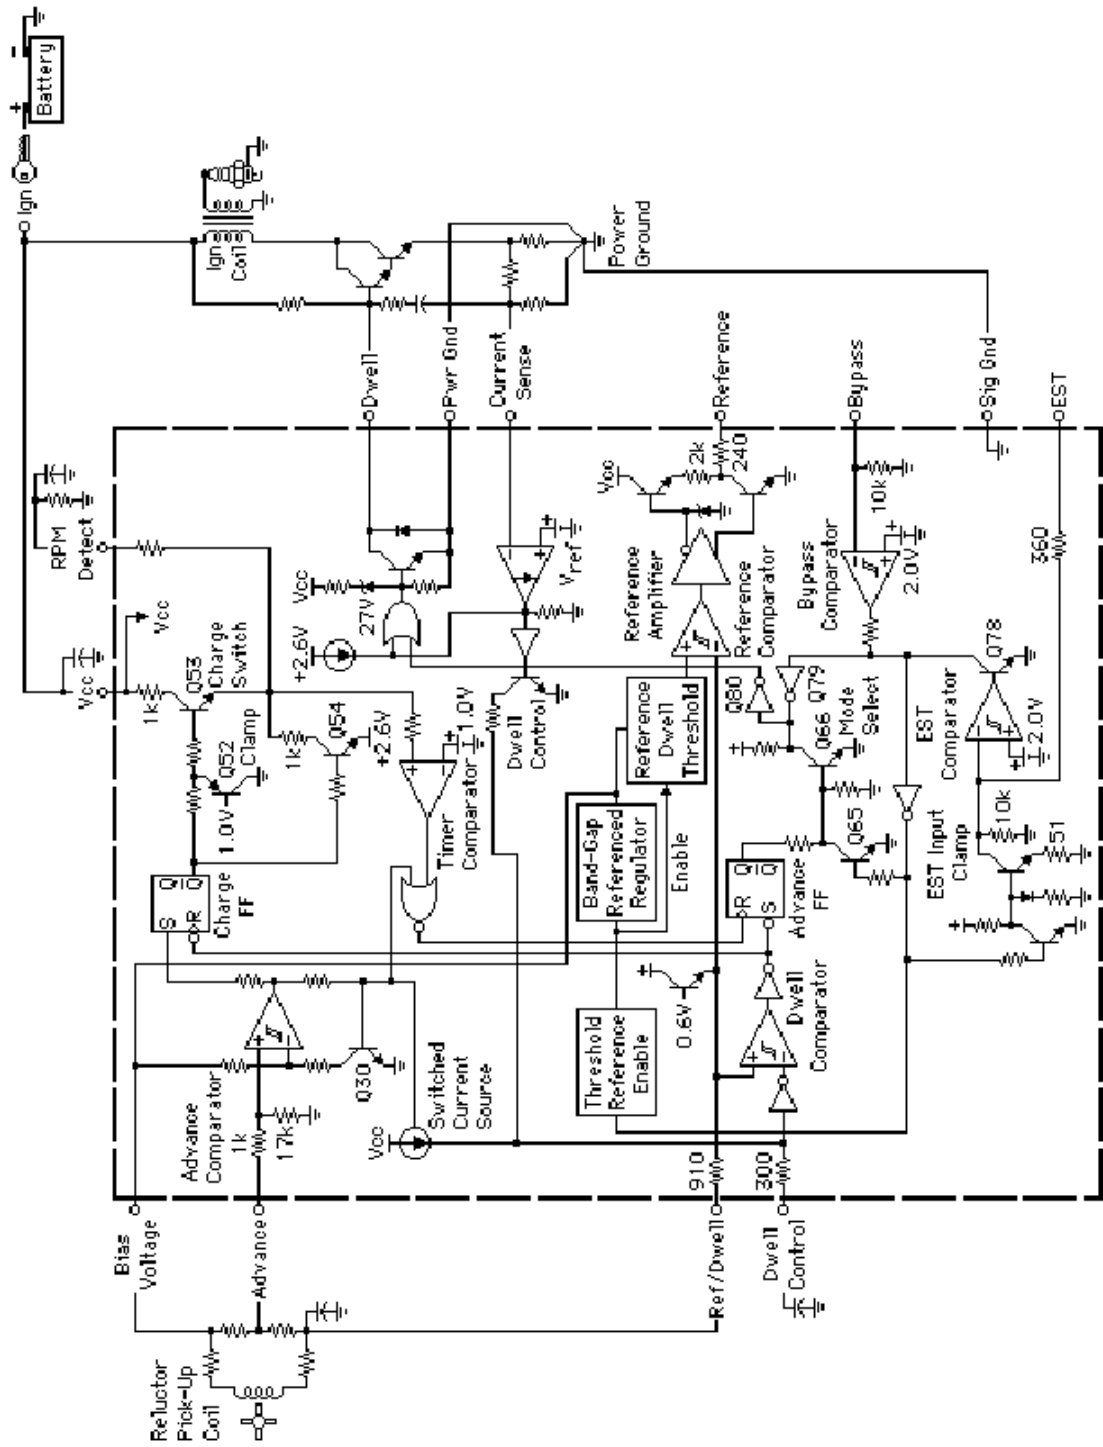 Battery
+
-
Ign
Ign
Coil
Power
Ground
Dwell
Pwr Gnd
Current
Sense
Reference
Bypass
Sig Gnd
EST
RPM
Detect
Vcc
Vcc
1k
Q53
Charge
Switch
Q52
Clamp
1.0V
1k
Q54
+2.6V
Q
Q
S
R
Charge
FF
+2.6V
Vcc
27V
Vref
1.0V
Timer
Comparator
Dwell
Control
Vcc
2k
240
Reference
Amplifier
Reference
Comparator
Reference
Dwell
Threshold
Band-Gap
Referenced
Regulator
Enable
Threshold
Reference
Enable
0.6V
Q80
Q79
Q66
Mode
Select
Q65
R
Q
S
Q
Advance
FF
Dwell
Comparator
Bypass
Comparator
10k
2.0V
360
Q78
EST
Comparator
2.0V
EST Input
Clamp
10k
51
Advance
Comparator
1k
17k
Q30
Vcc
Switched
Current
Source
910
300
Bias
Voltage
Advance
Ref/Dwell
Dwell
Control
Reluctor
Pick-Up
Coil